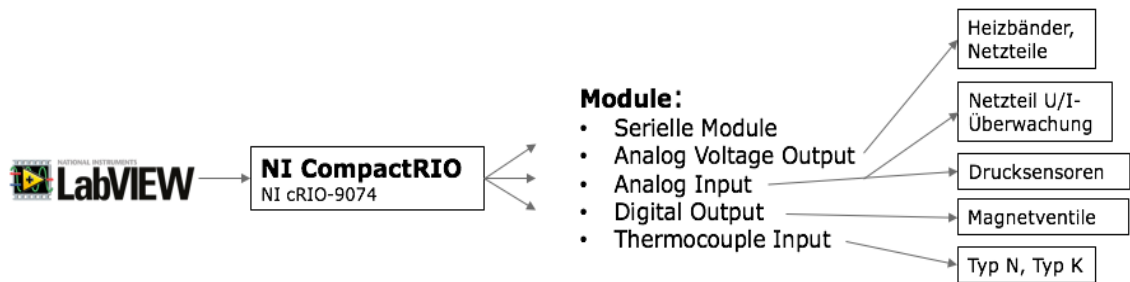 NATIONAL INSTRUMENTS
LabVIEW
NI CompactRIO
NI cRIO-9074
Module:
• Serielle Module
• Analog Voltage Output
• Analog Input
• Digital Output
• Thermocouple Input
Heizbänder,
Netzteile
Netzteil U/I-
Überwachung
Drucksensoren
Magnetventile
Typ N, Typ K